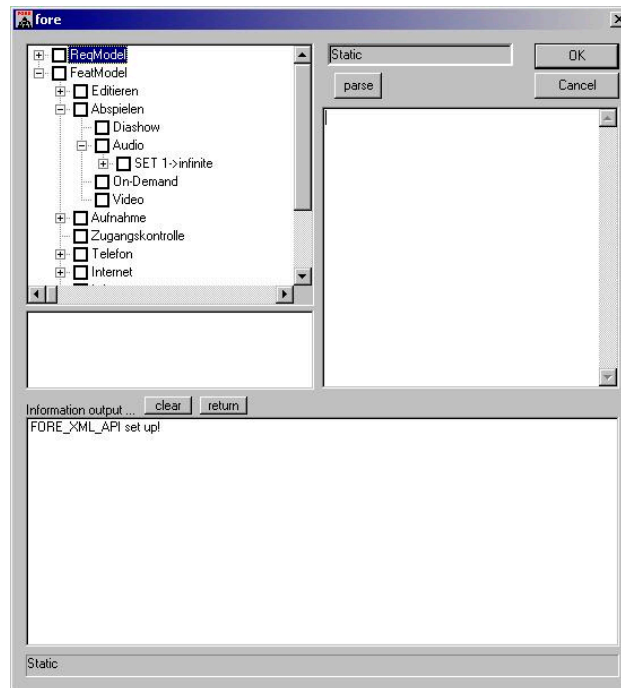 FORE
fore
ReqModel
FeatModel
Editieren
Abspielen
Diashow
Audio
SET 1->infinite
On-Demand
Video
Aufnahme
Zugangskontrolle
Telefon
Internet
Static
OK
parse
Cancel
Information output ...
clear
return
FORE_XML_API set up!
Static